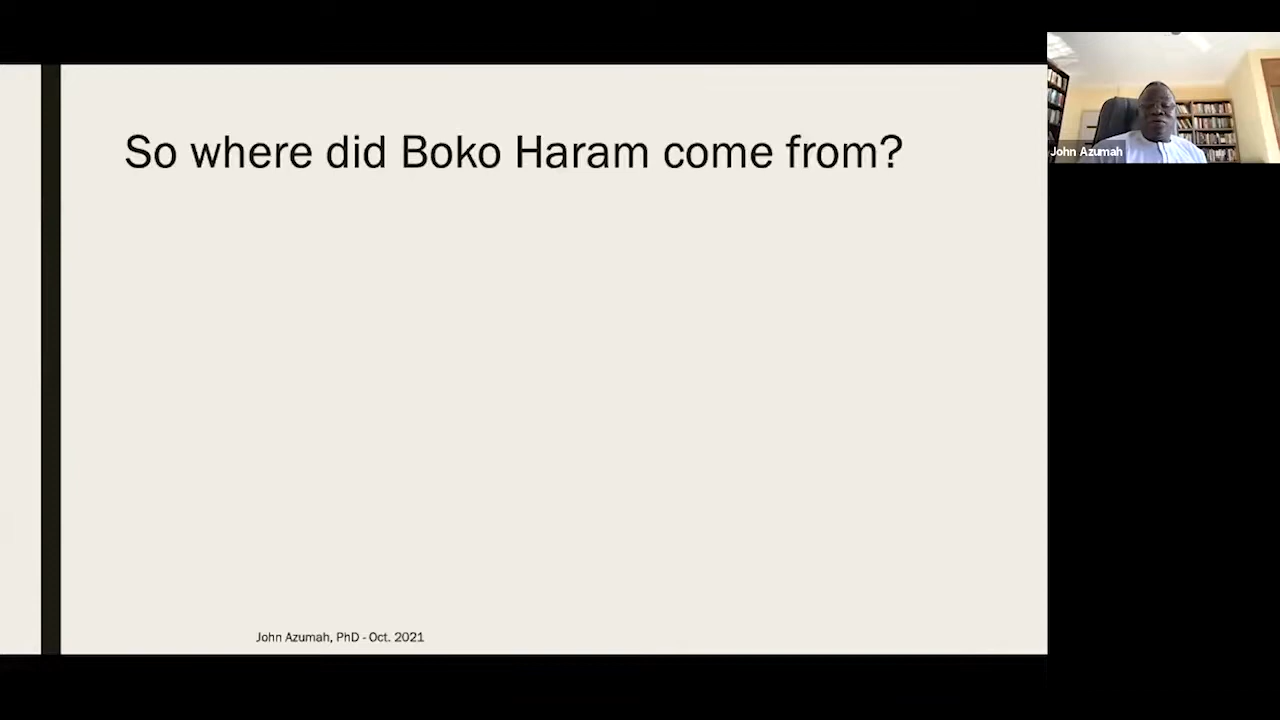 So where did Boko Haram come from?
John Azumah
John Azumah, PhD - Oct. 2021